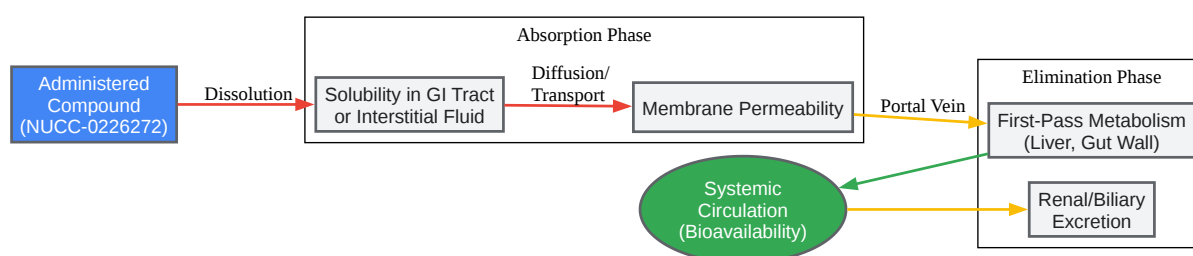 Administered
Compound
(NUCC-0226272)
Dissolution
Absorption Phase
Solubility in GI Tract
or Interstitial Fluid
Diffusion/
Transport
Membrane Permeability
Portal Vein
Elimination Phase
First-Pass Metabolism
(Liver, Gut Wall)
Systemic
Circulation
(Bioavailability)
Renal/Biliary
Excretion